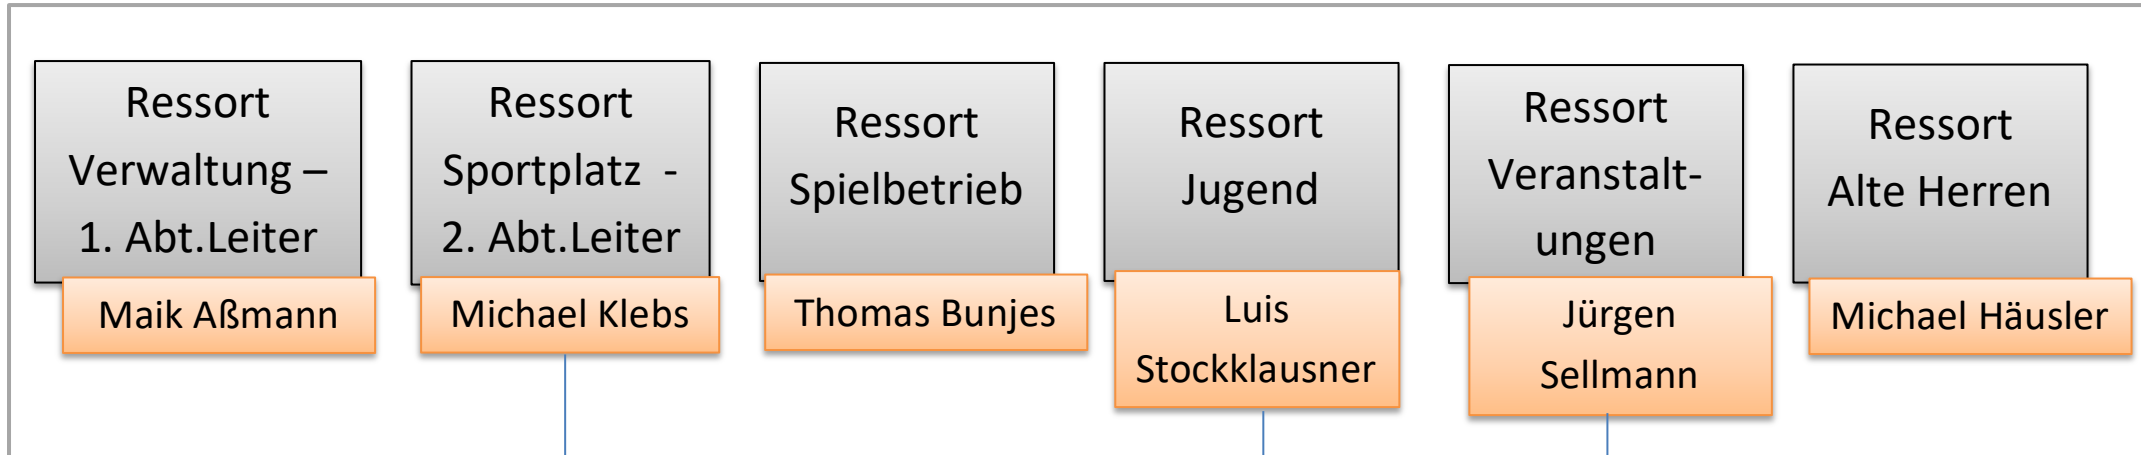 Ressort
Verwaltung –
1. Abt.Leiter
Maik Aßmann
Ressort
Sportplatz -
2. Abt.Leiter
Michael Klebs
Ressort
Spielbetrieb
Thomas Bunjes
Ressort
Jugend
Luis
Stockklausner
Ressort
Veranstalt-
ungen
Jürgen
Sellmann
Ressort
Alte Herren
Michael Häusler